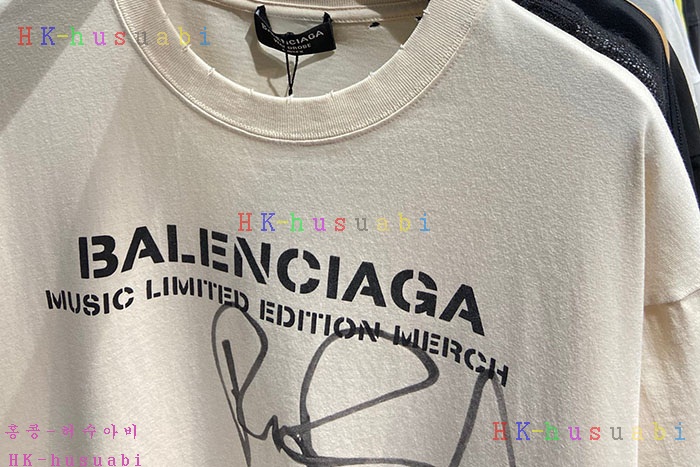 HK-husuabi
BALENCIAGA
HK-husuabi
BALENCIAGA
MUSIC LIMITED EDITION MERCH
홍콩-허수아비
HK-husuabi
HK-husuabi